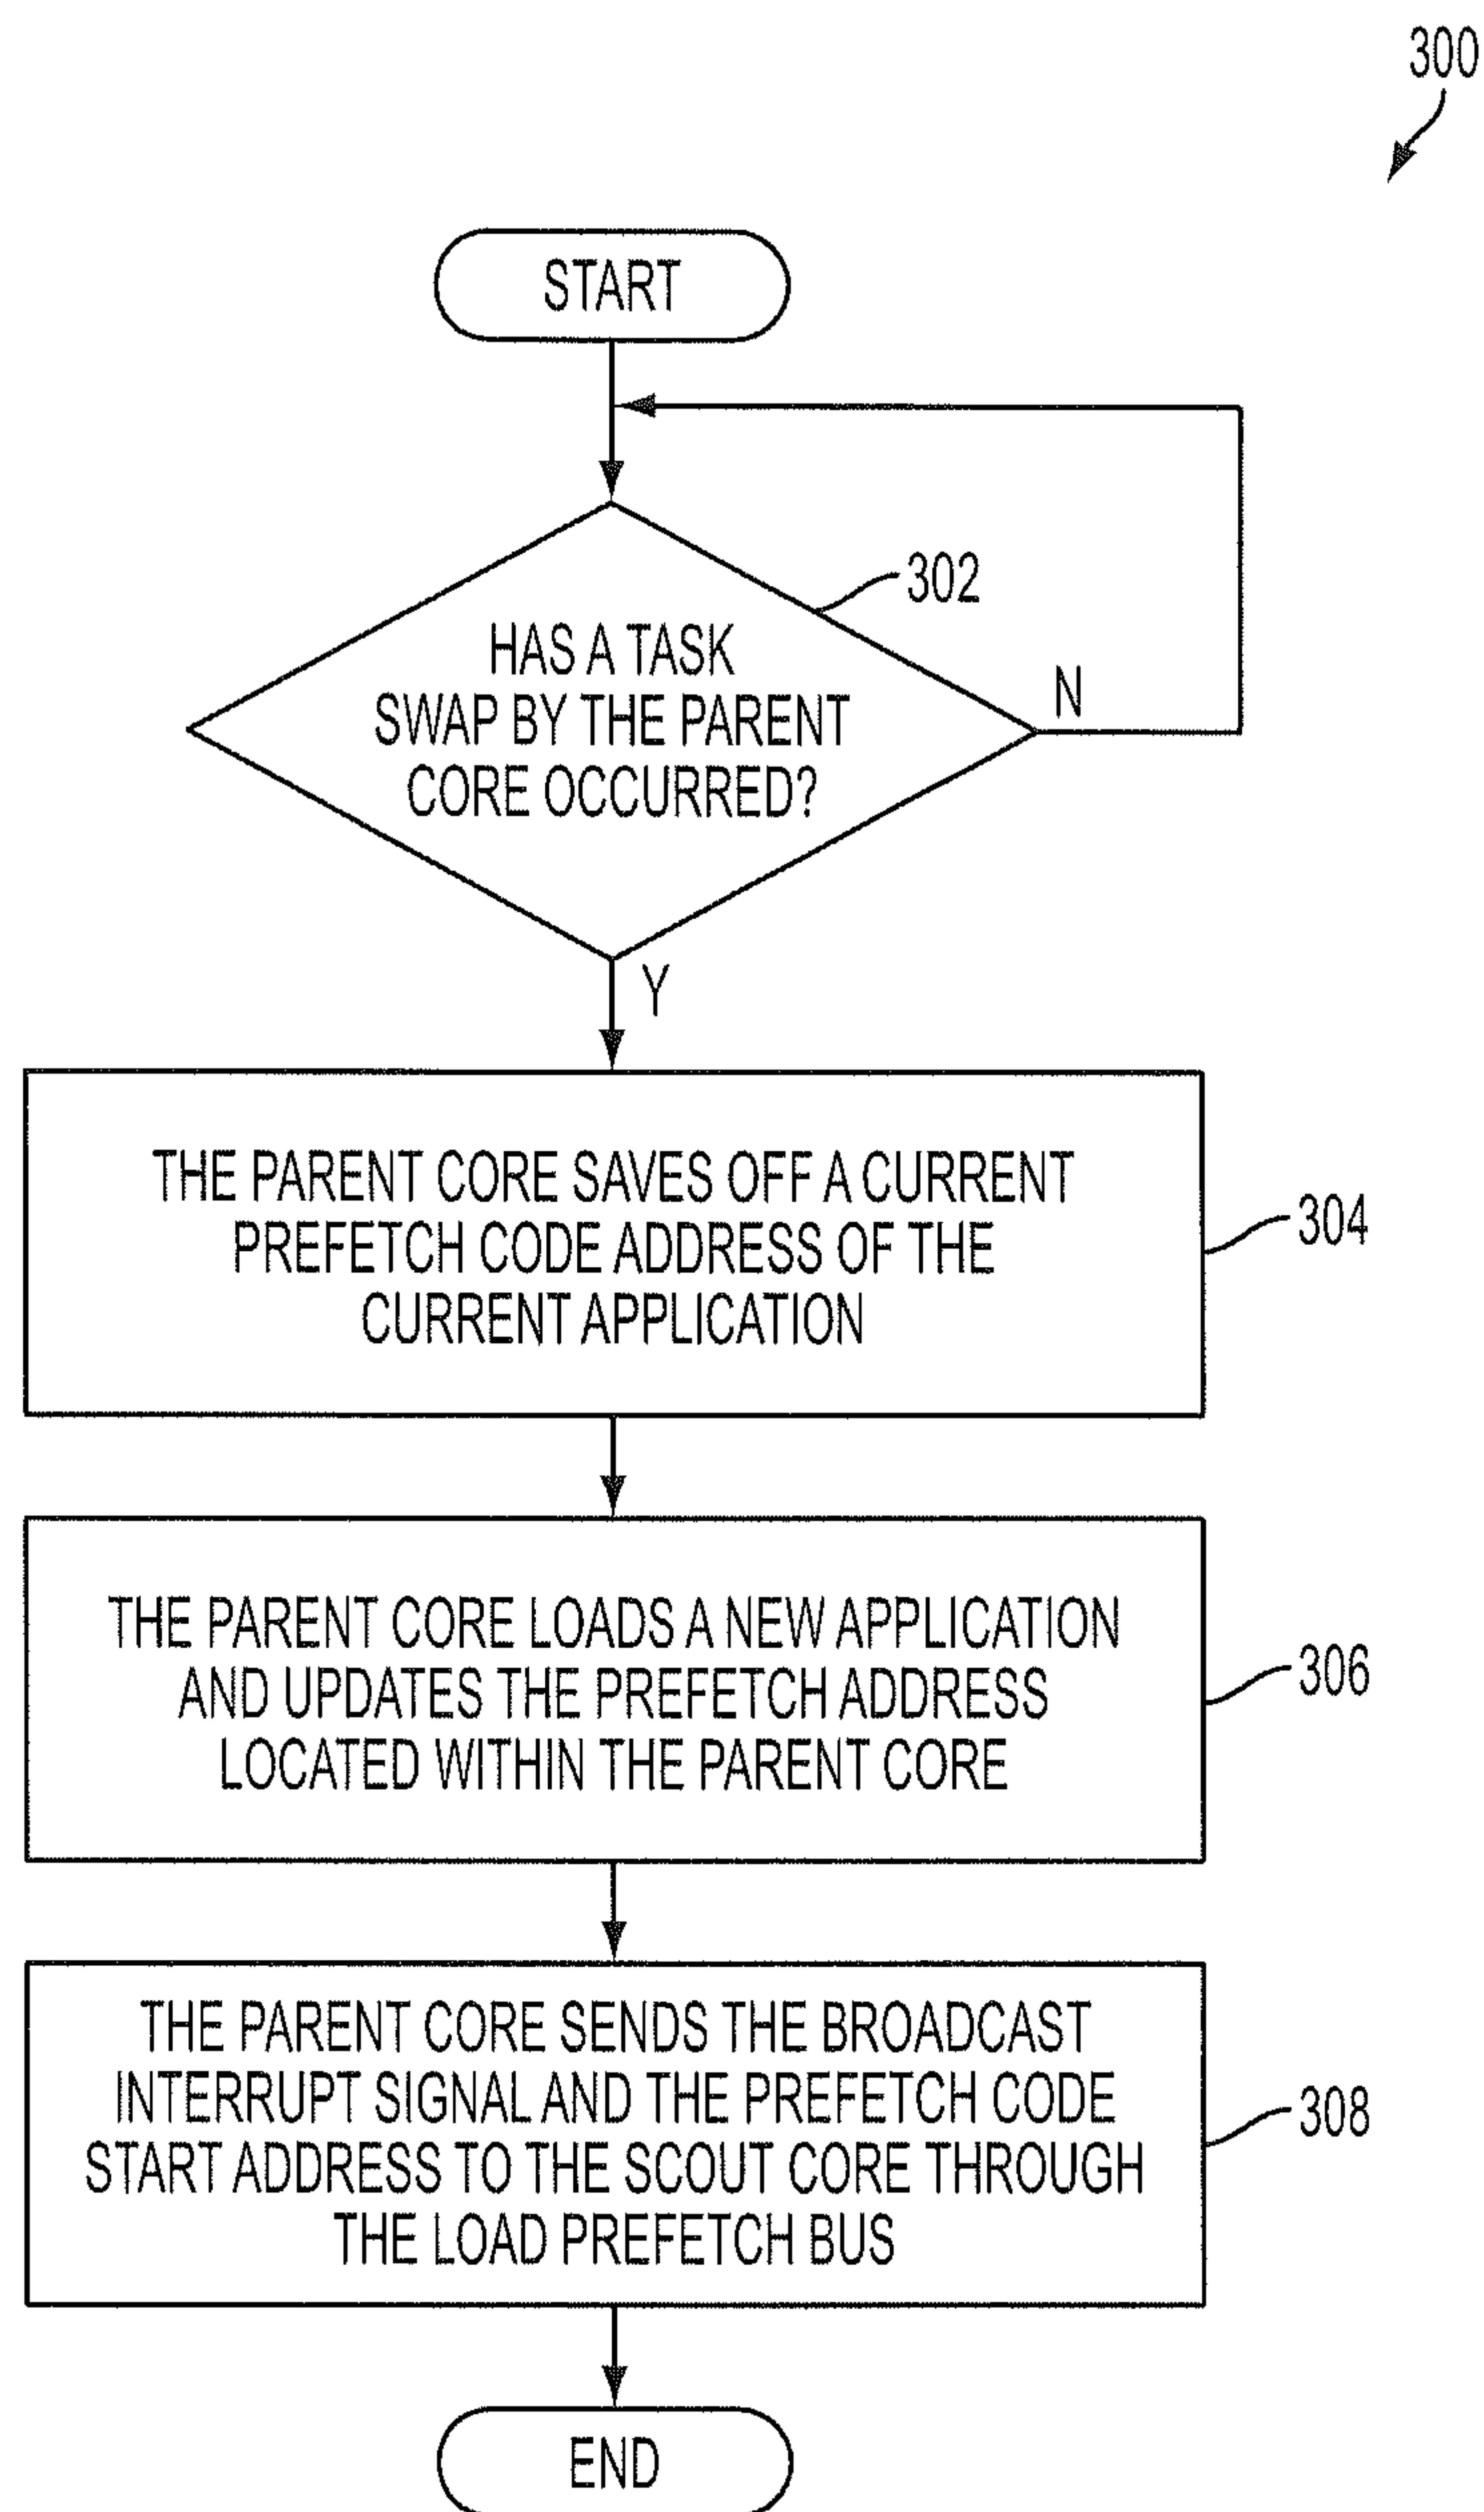 300
START
302
HAS A TASK
SWAP BY THE PARENT
CORE OCCURRED?
N
Y
THE PARENT CORE SAVES OFF A CURRENT
PREFETCH CODE ADDRESS OF THE
CURRENT APPLICATION
304
THE PARENT CORE LOADS A NEW APPLICATION
AND UPDATES THE PREFETCH ADDRESS
LOCATED WITHIN THE PARENT CORE
306
THE PARENT CORE SENDS THE BROADCAST
INTERRUPT SIGNAL AND THE PREFETCH CODE
START ADDRESS TO THE SCOUT CORE THROUGH
THE LOAD PREFETCH BUS
308
END